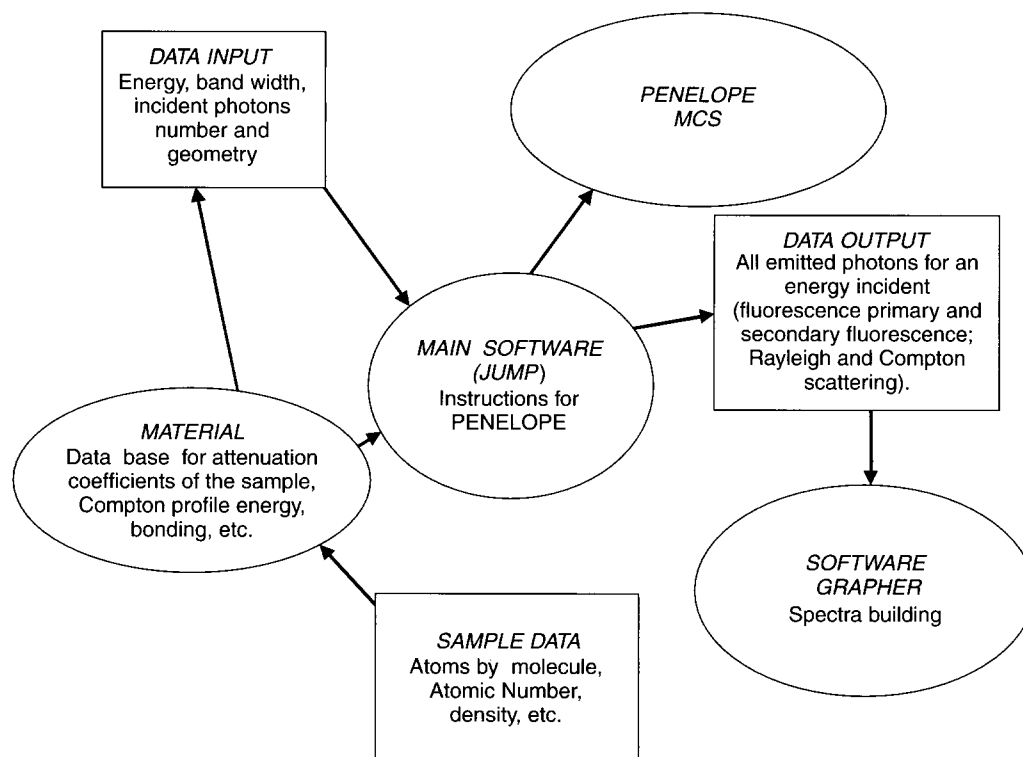 DATA INPUT
Energy, band width,
incident photons
number and
geometry
PENELOPE
MCS
DATA OUTPUT
All emitted photons for an
energy incident
(fluorescence primary and
secondary fluorescence;
Rayleigh and Compton
scattering).
MAIN SOFTWARE
(JUMP)
Instructions for
PENELOPE
MATERIAL
Data base for attenuation
coefficients of the sample,
Compton profile energy,
bonding, etc.
SOFTWARE
GRAPHER
Spectra building
SAMPLE DATA
Atoms by molecule,
Atomic Number,
density, etc.